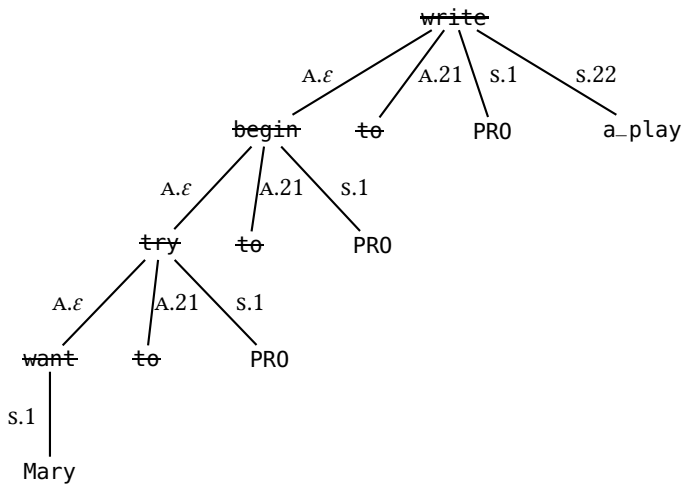 write
A.ε A.21 S.1 S.22
begin to PRO a_play
A.ε A.21 S.1
try to PRO
A.ε A.21 S.1
want to PRO
S.1
Mary